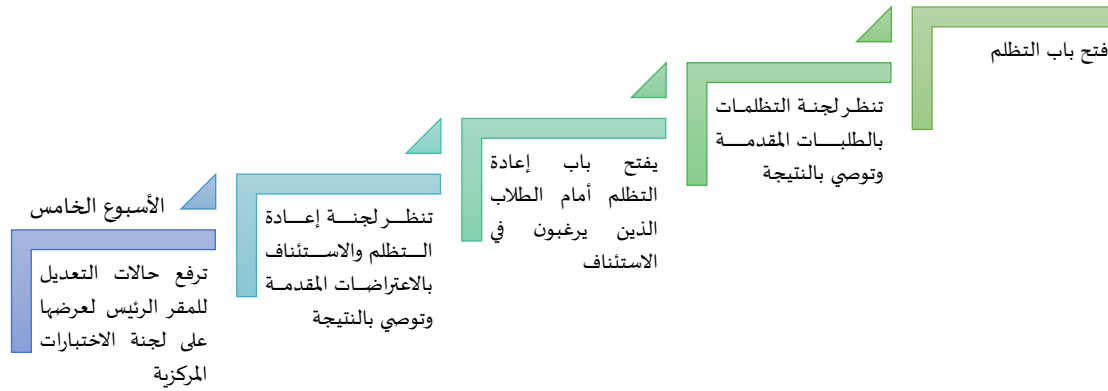 فتح باب التظلم
تنظر لجنة التظلمات
بالطلبات المقدمة
وتوصي بالنتيجة
يفتح باب إعادة
التظلم أمام الطلاب
الذين يرغبون في
الاستئناف
تنظر لجنة إعادة
التظلم والاستئناف
بالاعتراضات المقدمة
وتوصي بالنتيجة
الأسبوع الخامس
ترفع حالات التعديل
للمقر الرئيس لعرضها
على لجنة الاختبارات
المركزية